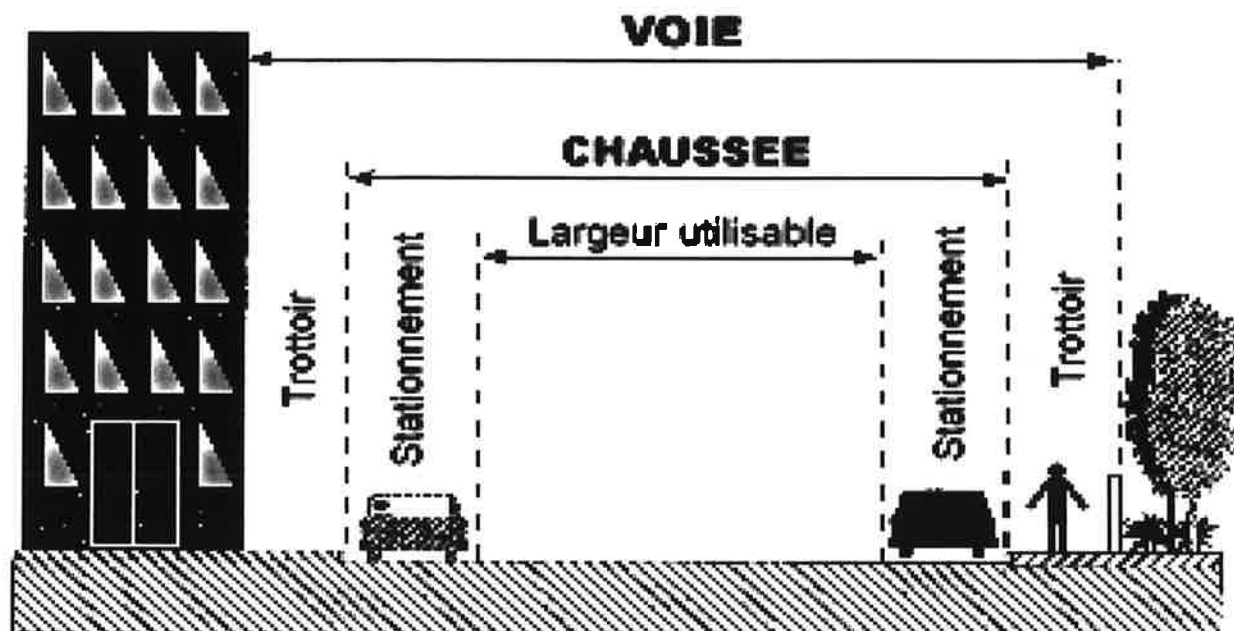 VOIE
CHAUSSEE
Largeur utilisable
Trottoir
Stationnement
Stationnement
Trottoir